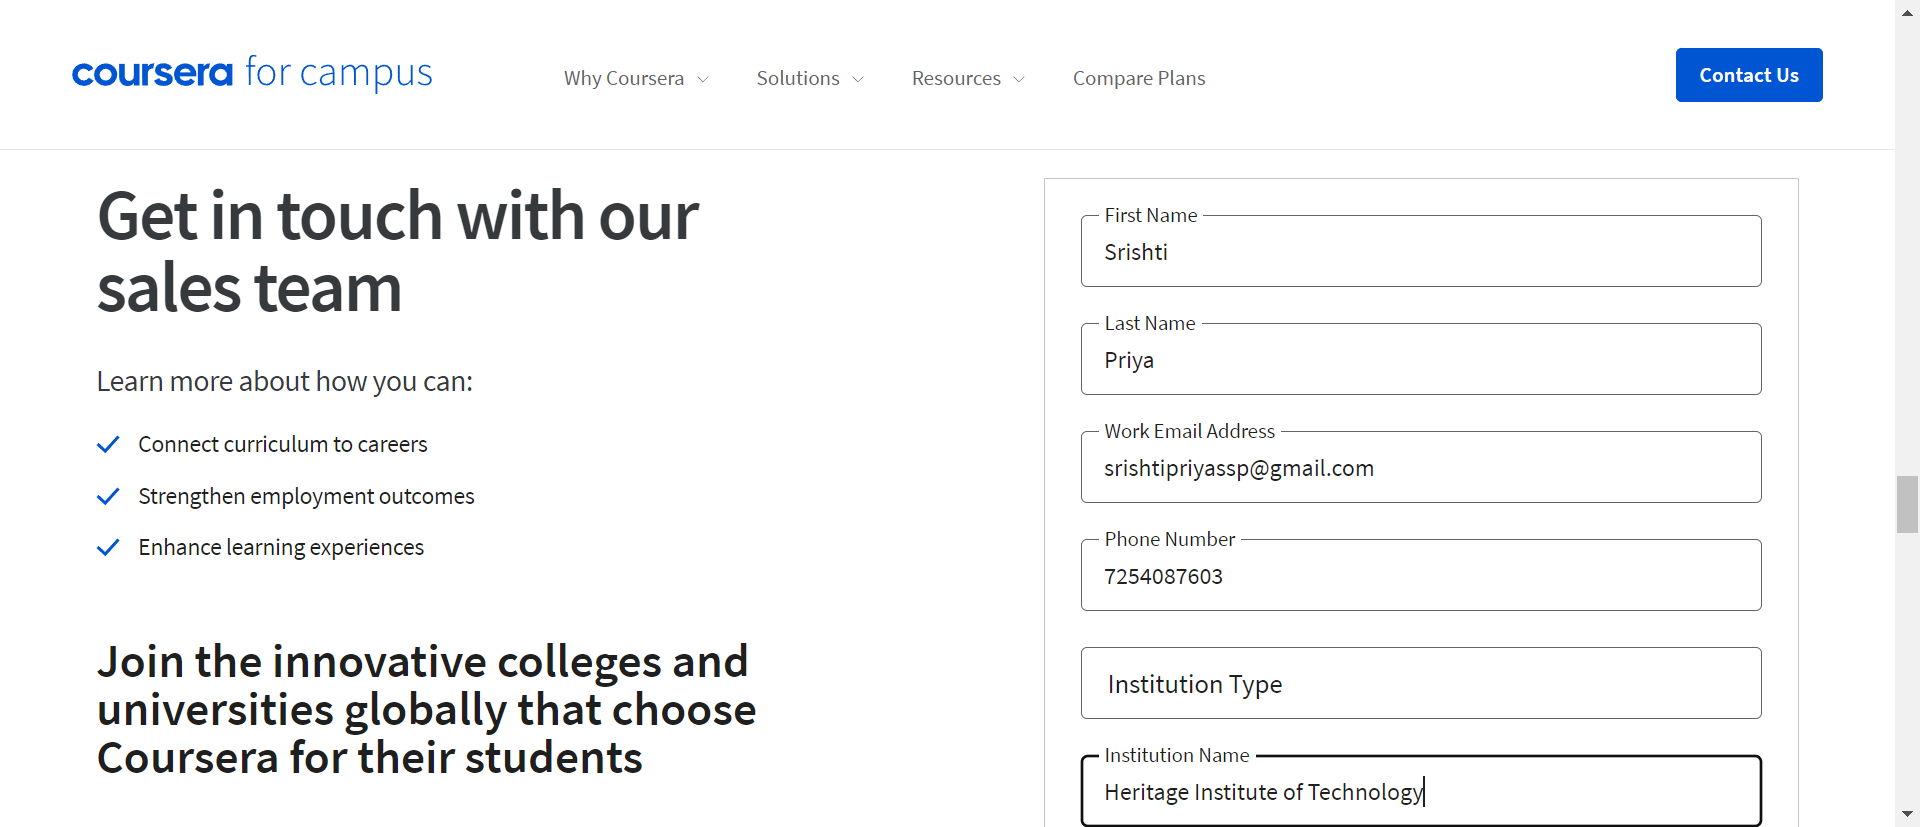 coursera for campus
Why Coursera
Solutions
Resources
Compare Plans
Contact Us
Get in touch with our
sales team
Learn more about how you can:
Connect curriculum to careers
Strengthen employment outcomes
Enhance learning experiences
Join the innovative colleges and
universities globally that choose
Coursera for their students
First Name
Srishti
Last Name
Priya
Work Email Address
srishtipriyassp@gmail.com
Phone Number
7254087603
Institution Type
Institution Name
Heritage Institute of Technology